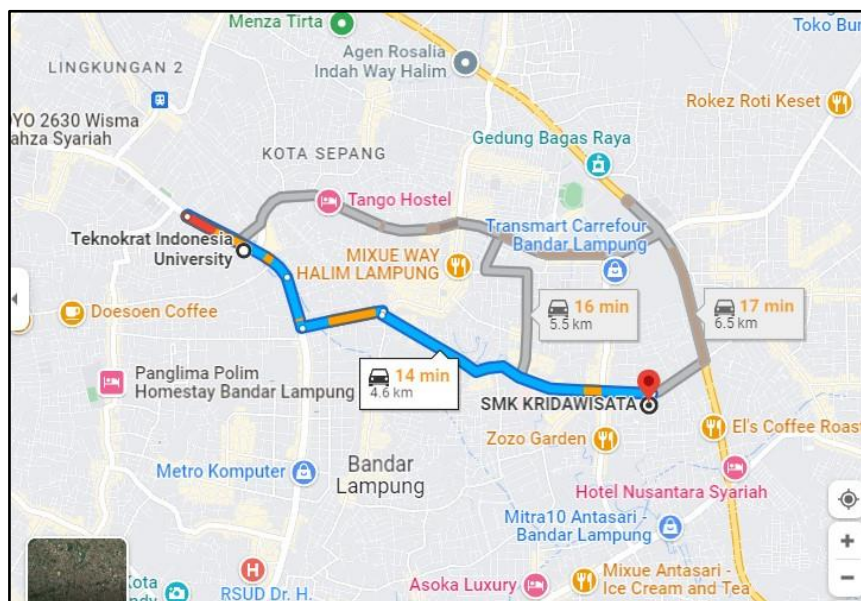 Menza Tirta
Toko Bur
LINGKUNGAN 2
Agen Rosalia
Indah Way Halim
OYO 2630 Wisma
ahza Syariah
Rokez Roti Keset
Gedung Bagas Raya
KOTA SEPANG
Tango Hostel
Teknokrat Indonesia
University
Transmart Carrefour
Bandar Lampung
MIXUE WAY
HALIM LAMPUNG
Doesoen Coffee
16 min
5.5 km
17 min
6.5 km
Panglima Polim
Homestay Bandar Lampung
14 min
4.6 km
SMK KRIDAWISATA
El's Coffee Roast
Zozo Garden
Metro Komputer
Bandar
Lampung
Hotel Nusantara Syariah
Mitra10 Antasari -
Bandar Lampung
H
RSUD Dr. H.
Kota
Asoka Luxury
Mixue Antasari -
Ice Cream and Tea